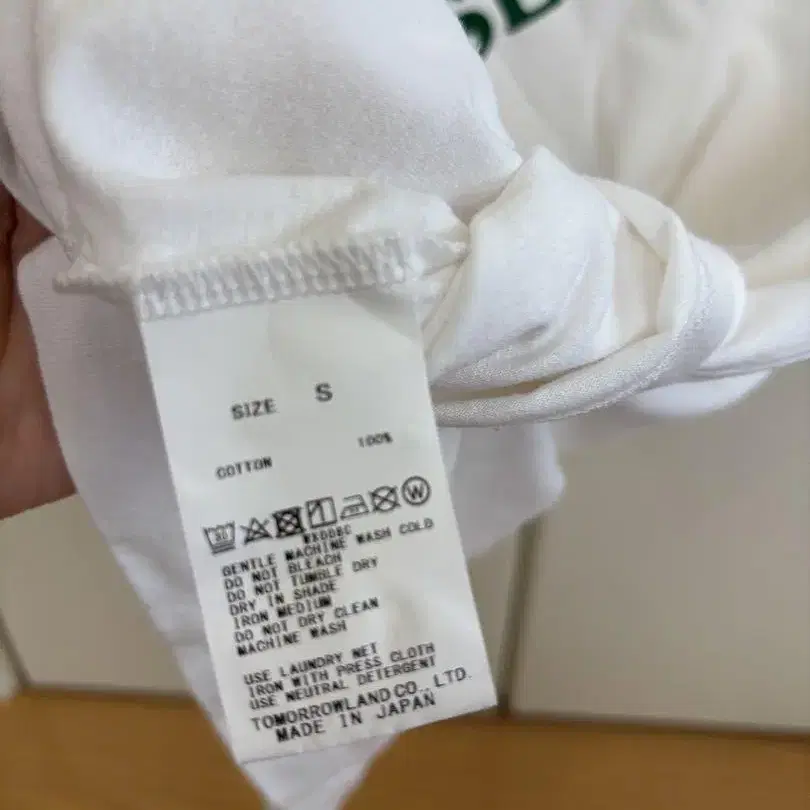 SIZE S
COTTON 100%
GENTLE MACHINE WASH COLD
DO NOT BLEACH
DO NOT TUMBLE DRY
DRY IN SHADE
IRON MEDIUM
DO NOT DRY CLEAN
MACHINE WASH
USE LAUNDRY NET
IRON WITH PRESS CLOTH
USE NEUTRAL DETERGENT
TOMORROWLAND CO., LTD.
MADE IN JAPAN